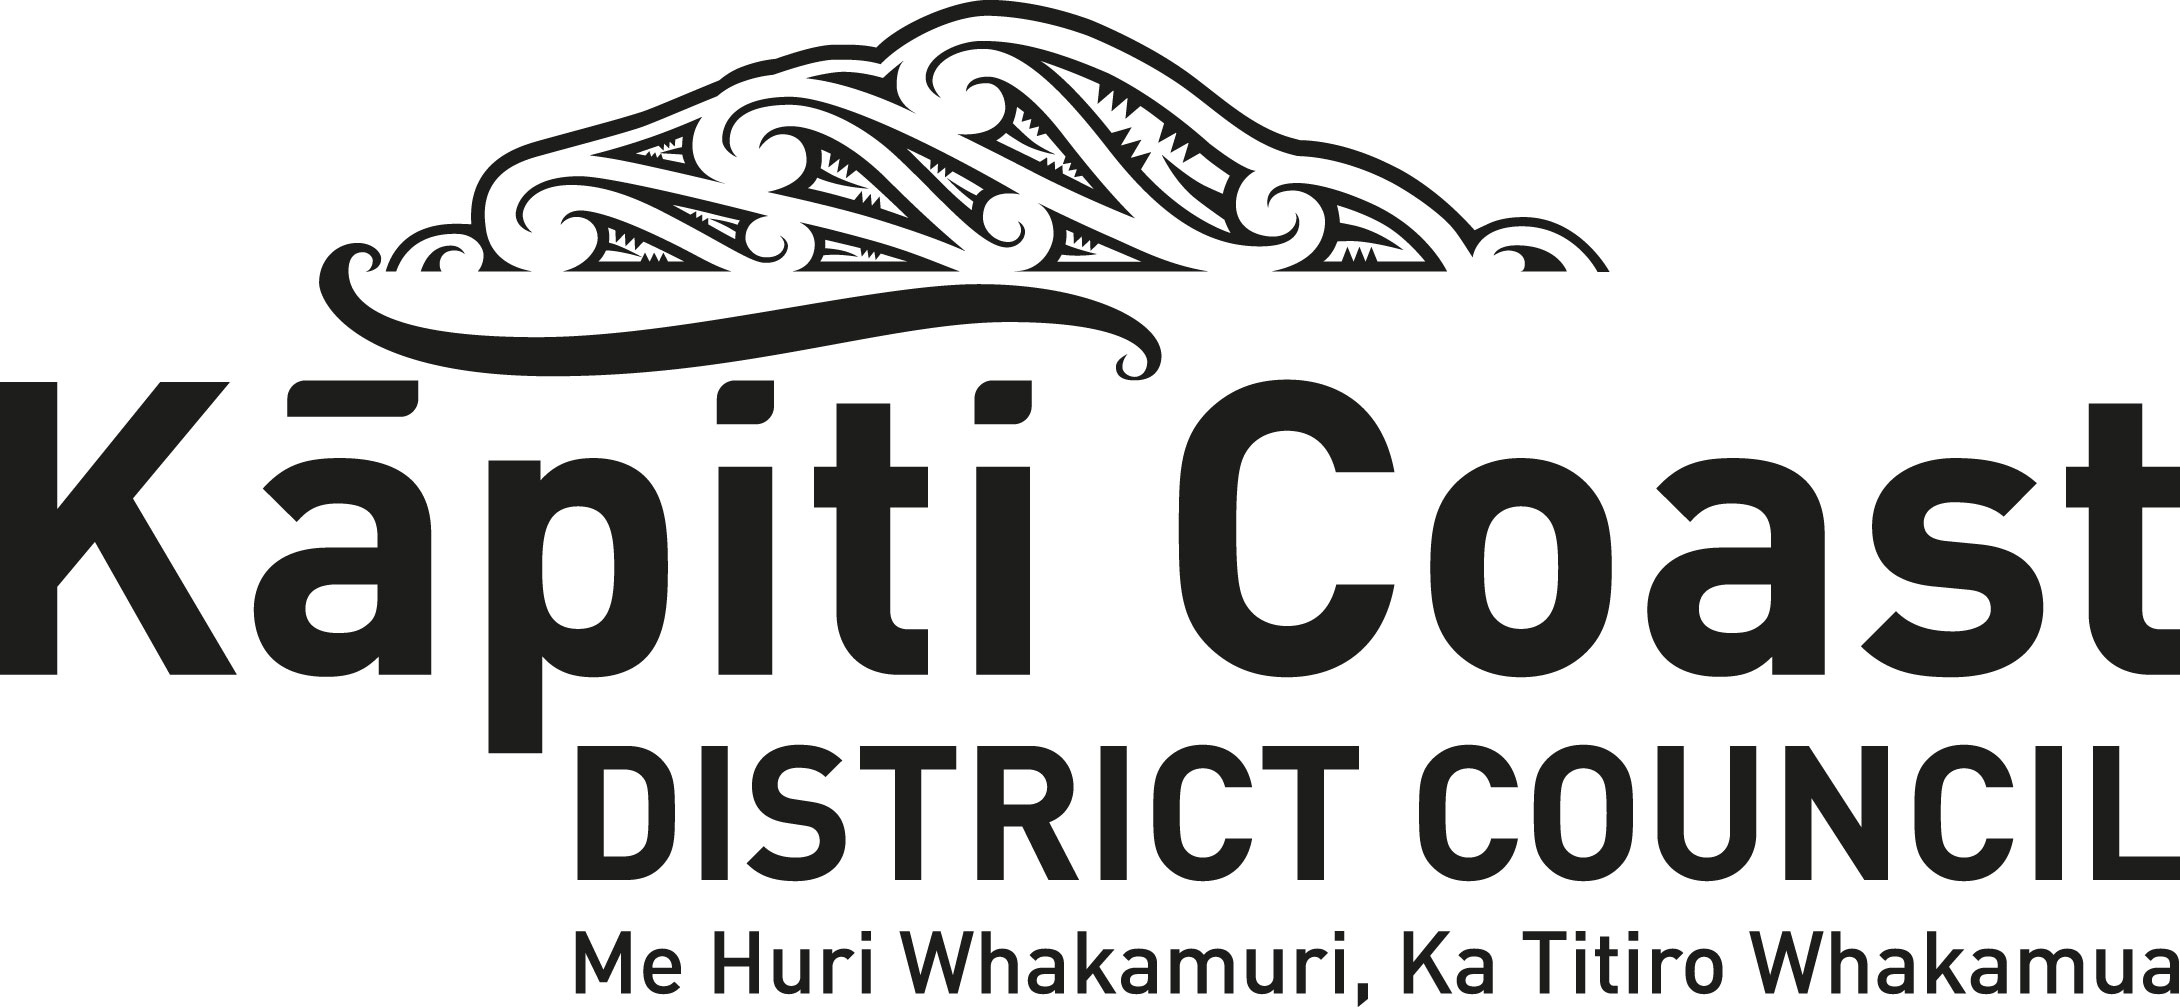 Kāpiti Coast
DISTRICT COUNCIL
Me Huri Whakamuri, Ka Titiro Whakamua